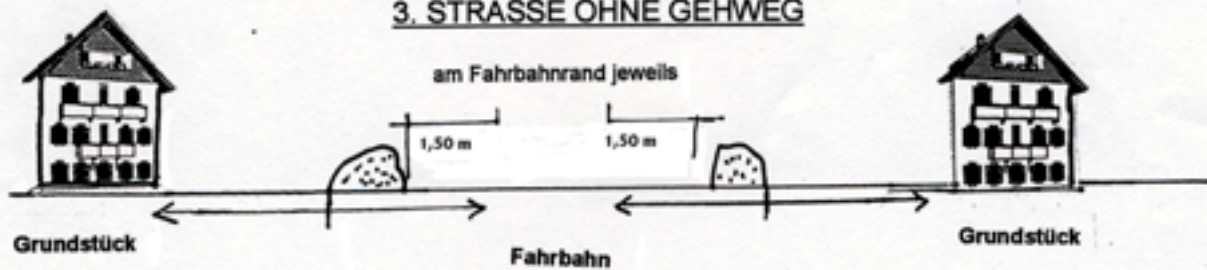 3. STRASSE OHNE GEHWEG
am Fahrbahnrand jeweils
1,50 m 1,50 m
Grundstück Fahrbahn Grundstück